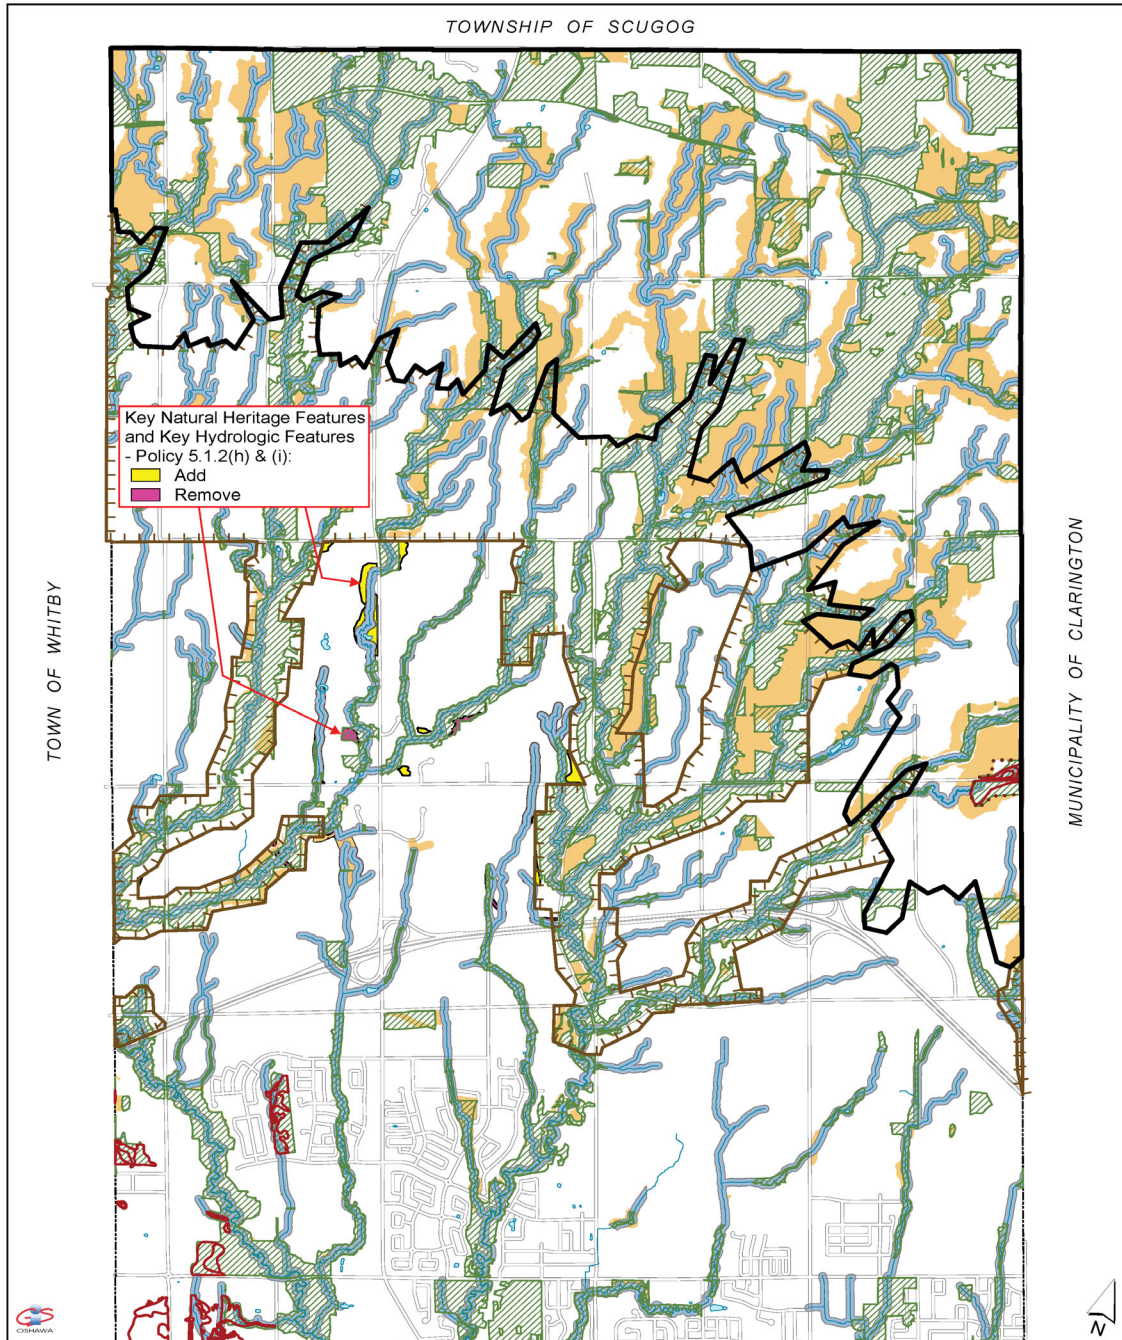 TOWNSHIP OF SCUGOG
Key Natural Heritage Features
and Key Hydrologic Features
- Policy 5.1.2(h) & (i):
Add
Remove
TOWN OF WHITBY
MUNICIPALITY OF CLARINGTON
GIS
OSHAWA
N